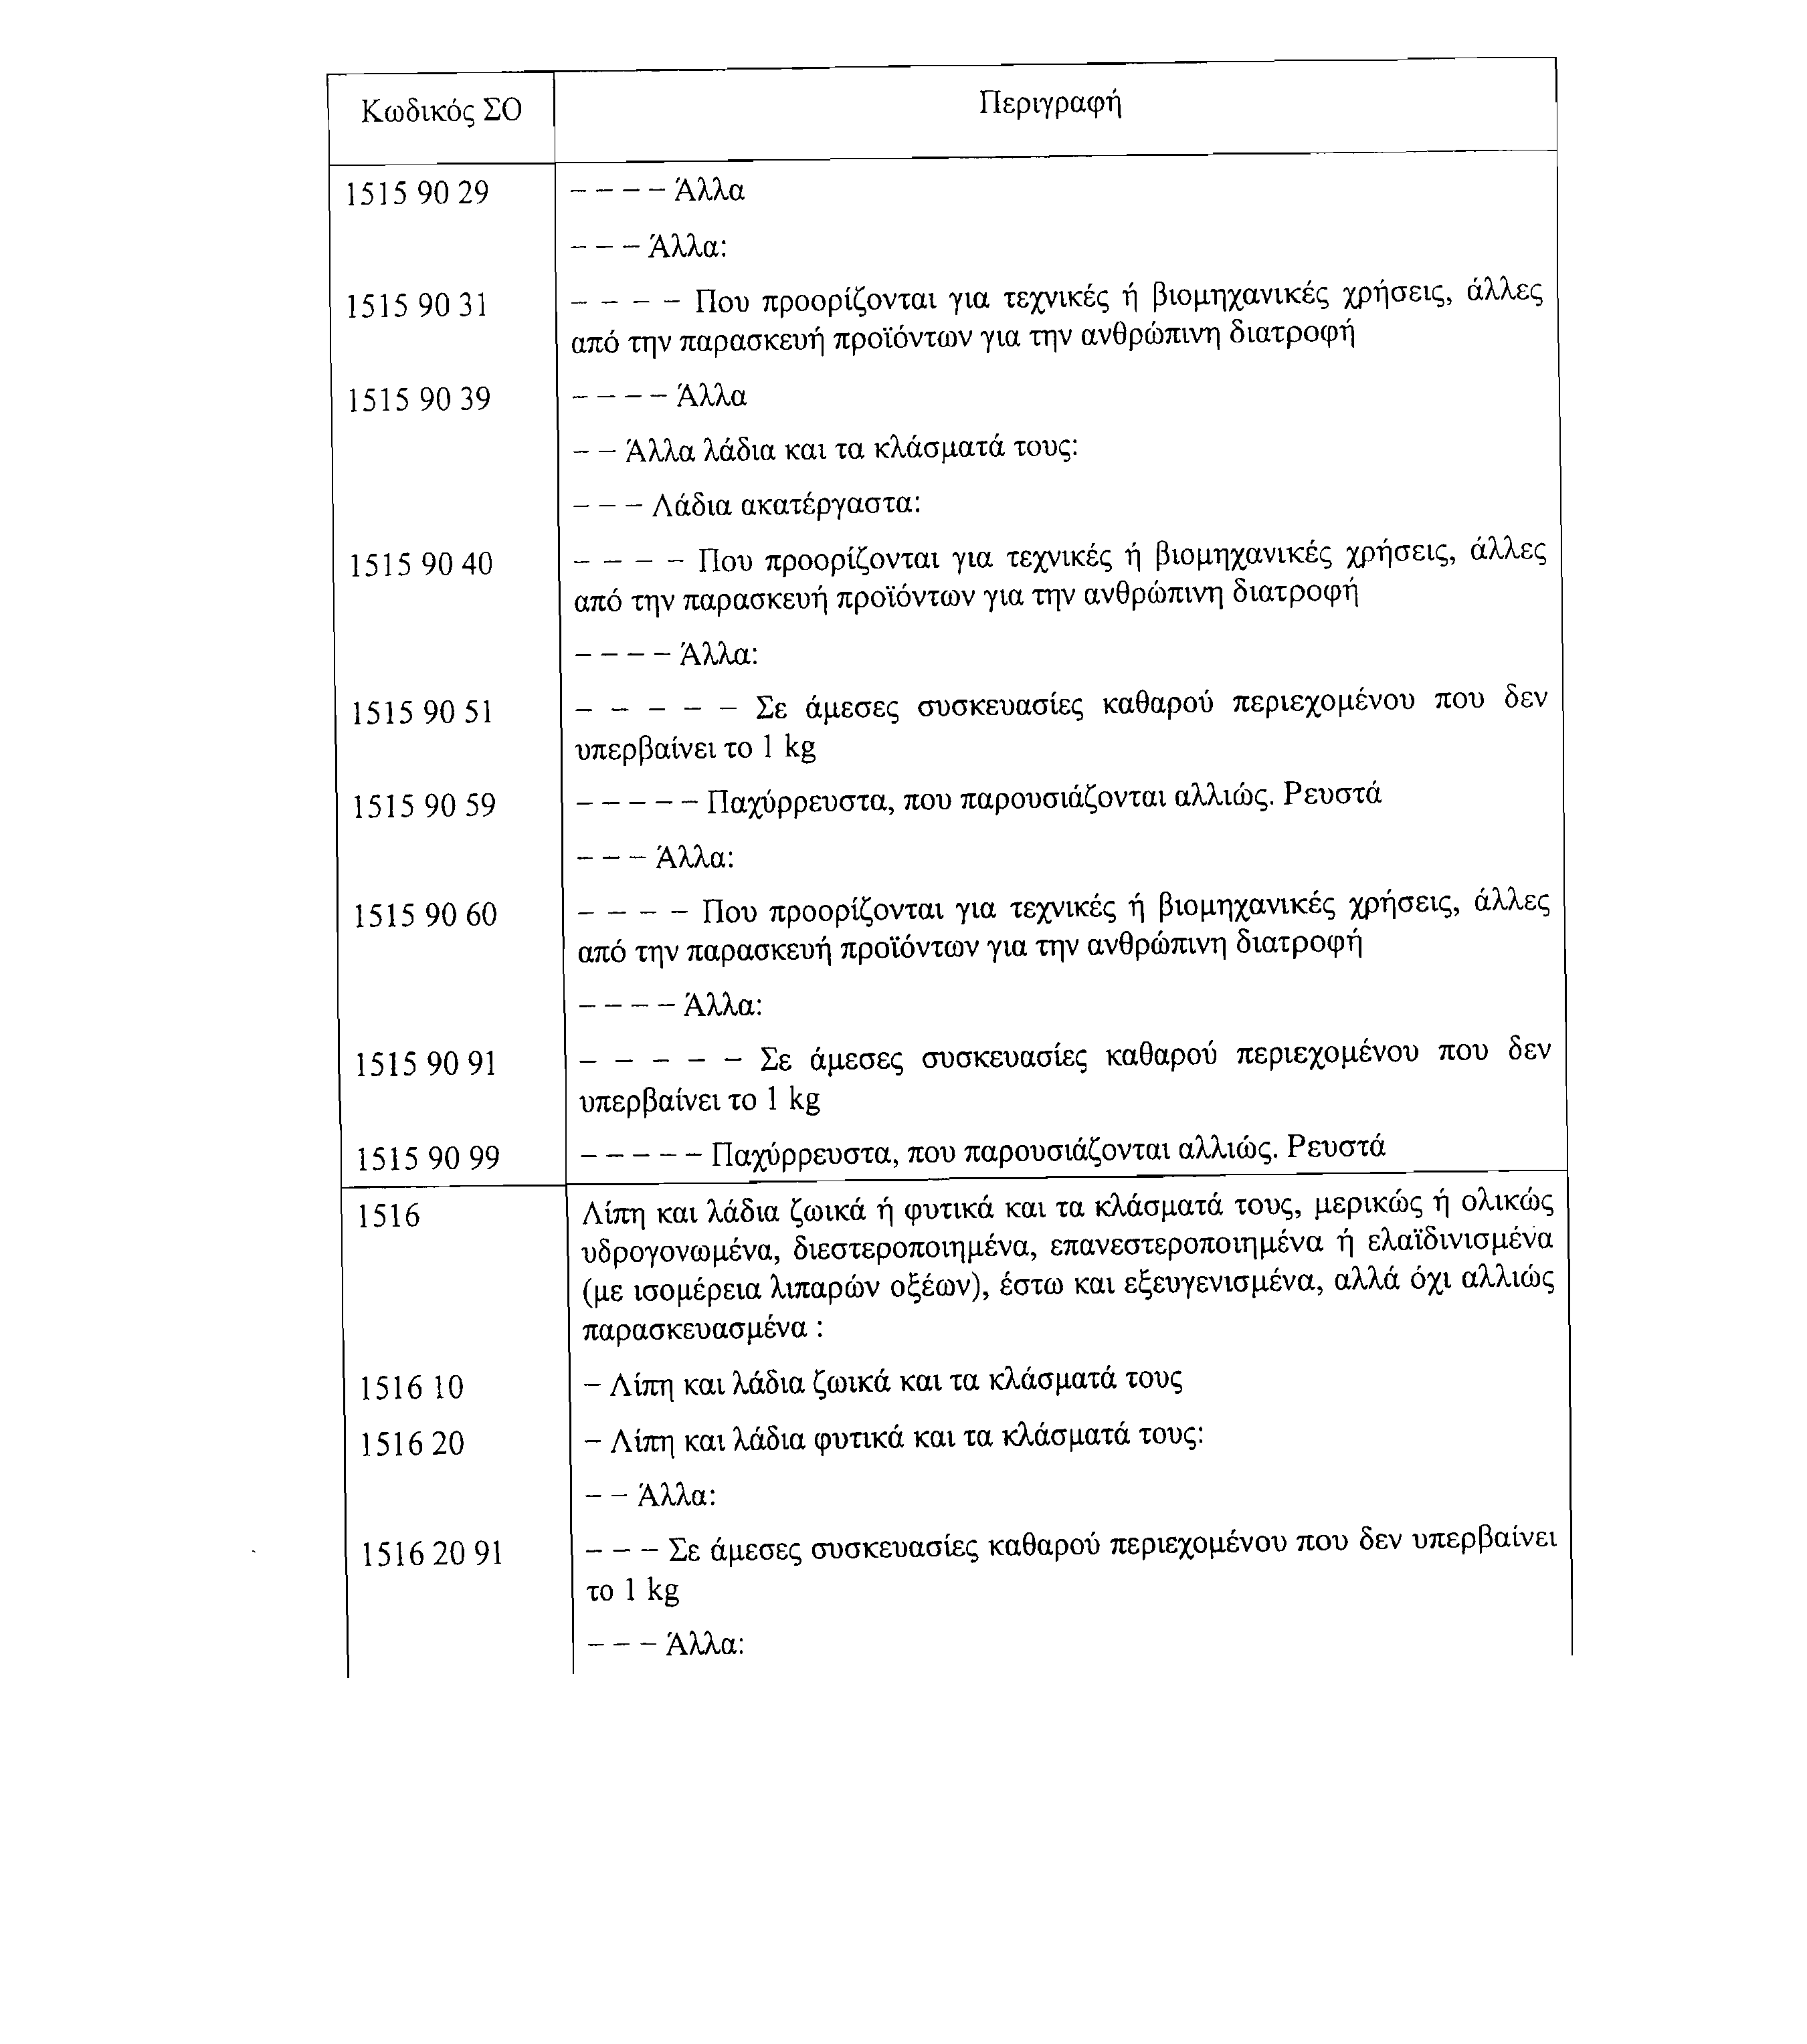 Κωδικός ΣΟ
Περιγραφή
1515 90 29
– – – – Άλλα
– – – Άλλα:
1515 90 31
– – – – Που προορίζονται για τεχνικές ή βιομηχανικές χρήσεις, άλλες
από την παρασκευή προϊόντων για την ανθρώπινη διατροφή
1515 90 39
– – – – Άλλα
– – Άλλα λάδια και τα κλάσματά τους:
– – – Λάδια ακατέργαστα:
1515 90 40
– – – – Που προορίζονται για τεχνικές ή βιομηχανικές χρήσεις, άλλες
από την παρασκευή προϊόντων για την ανθρώπινη διατροφή
– – – – Άλλα:
1515 90 51
– – – – – Σε άμεσες συσκευασίες καθαρού περιεχομένου που δεν
υπερβαίνει το 1 kg
1515 90 59
– – – – – Παχύρρευστα, που παρουσιάζονται αλλιώς. Ρευστά
– – – Άλλα:
1515 90 60
– – – – Που προορίζονται για τεχνικές ή βιομηχανικές χρήσεις, άλλες
από την παρασκευή προϊόντων για την ανθρώπινη διατροφή
– – – – Άλλα:
1515 90 91
– – – – – Σε άμεσες συσκευασίες καθαρού περιεχομένου που δεν
υπερβαίνει το 1 kg
1515 90 99
– – – – – Παχύρρευστα, που παρουσιάζονται αλλιώς. Ρευστά
1516
Λίπη και λάδια ζωικά ή φυτικά και τα κλάσματά τους, μερικώς ή ολικώς
υδρογονωμένα, διεστεροποιημένα, επανεστεροποιημένα ή ελαϊδινισμένα
(με ισομέρεια λιπαρών οξέων), έστω και εξευγενισμένα, αλλά όχι αλλιώς
παρασκευασμένα :
1516 10
– Λίπη και λάδια ζωικά και τα κλάσματά τους
1516 20
– Λίπη και λάδια φυτικά και τα κλάσματά τους:
– – Άλλα:
1516 20 91
– – – Σε άμεσες συσκευασίες καθαρού περιεχομένου που δεν υπερβαίνει
το 1 kg
– – – Άλλα: